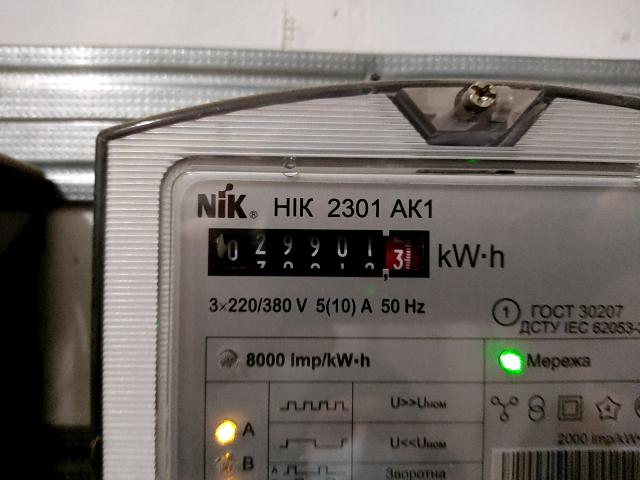 NiK® НІК 2301 АК1
029901,3 kW·h
3×220/380 V 5(10) A 50 Hz
1 ГОСТ 30207
ДСТУ IEC 62053-
8000 imp/kW·h
Мережа
A U>>Uном
B U<<Uном
A Зворотна
2000 imp/kW·